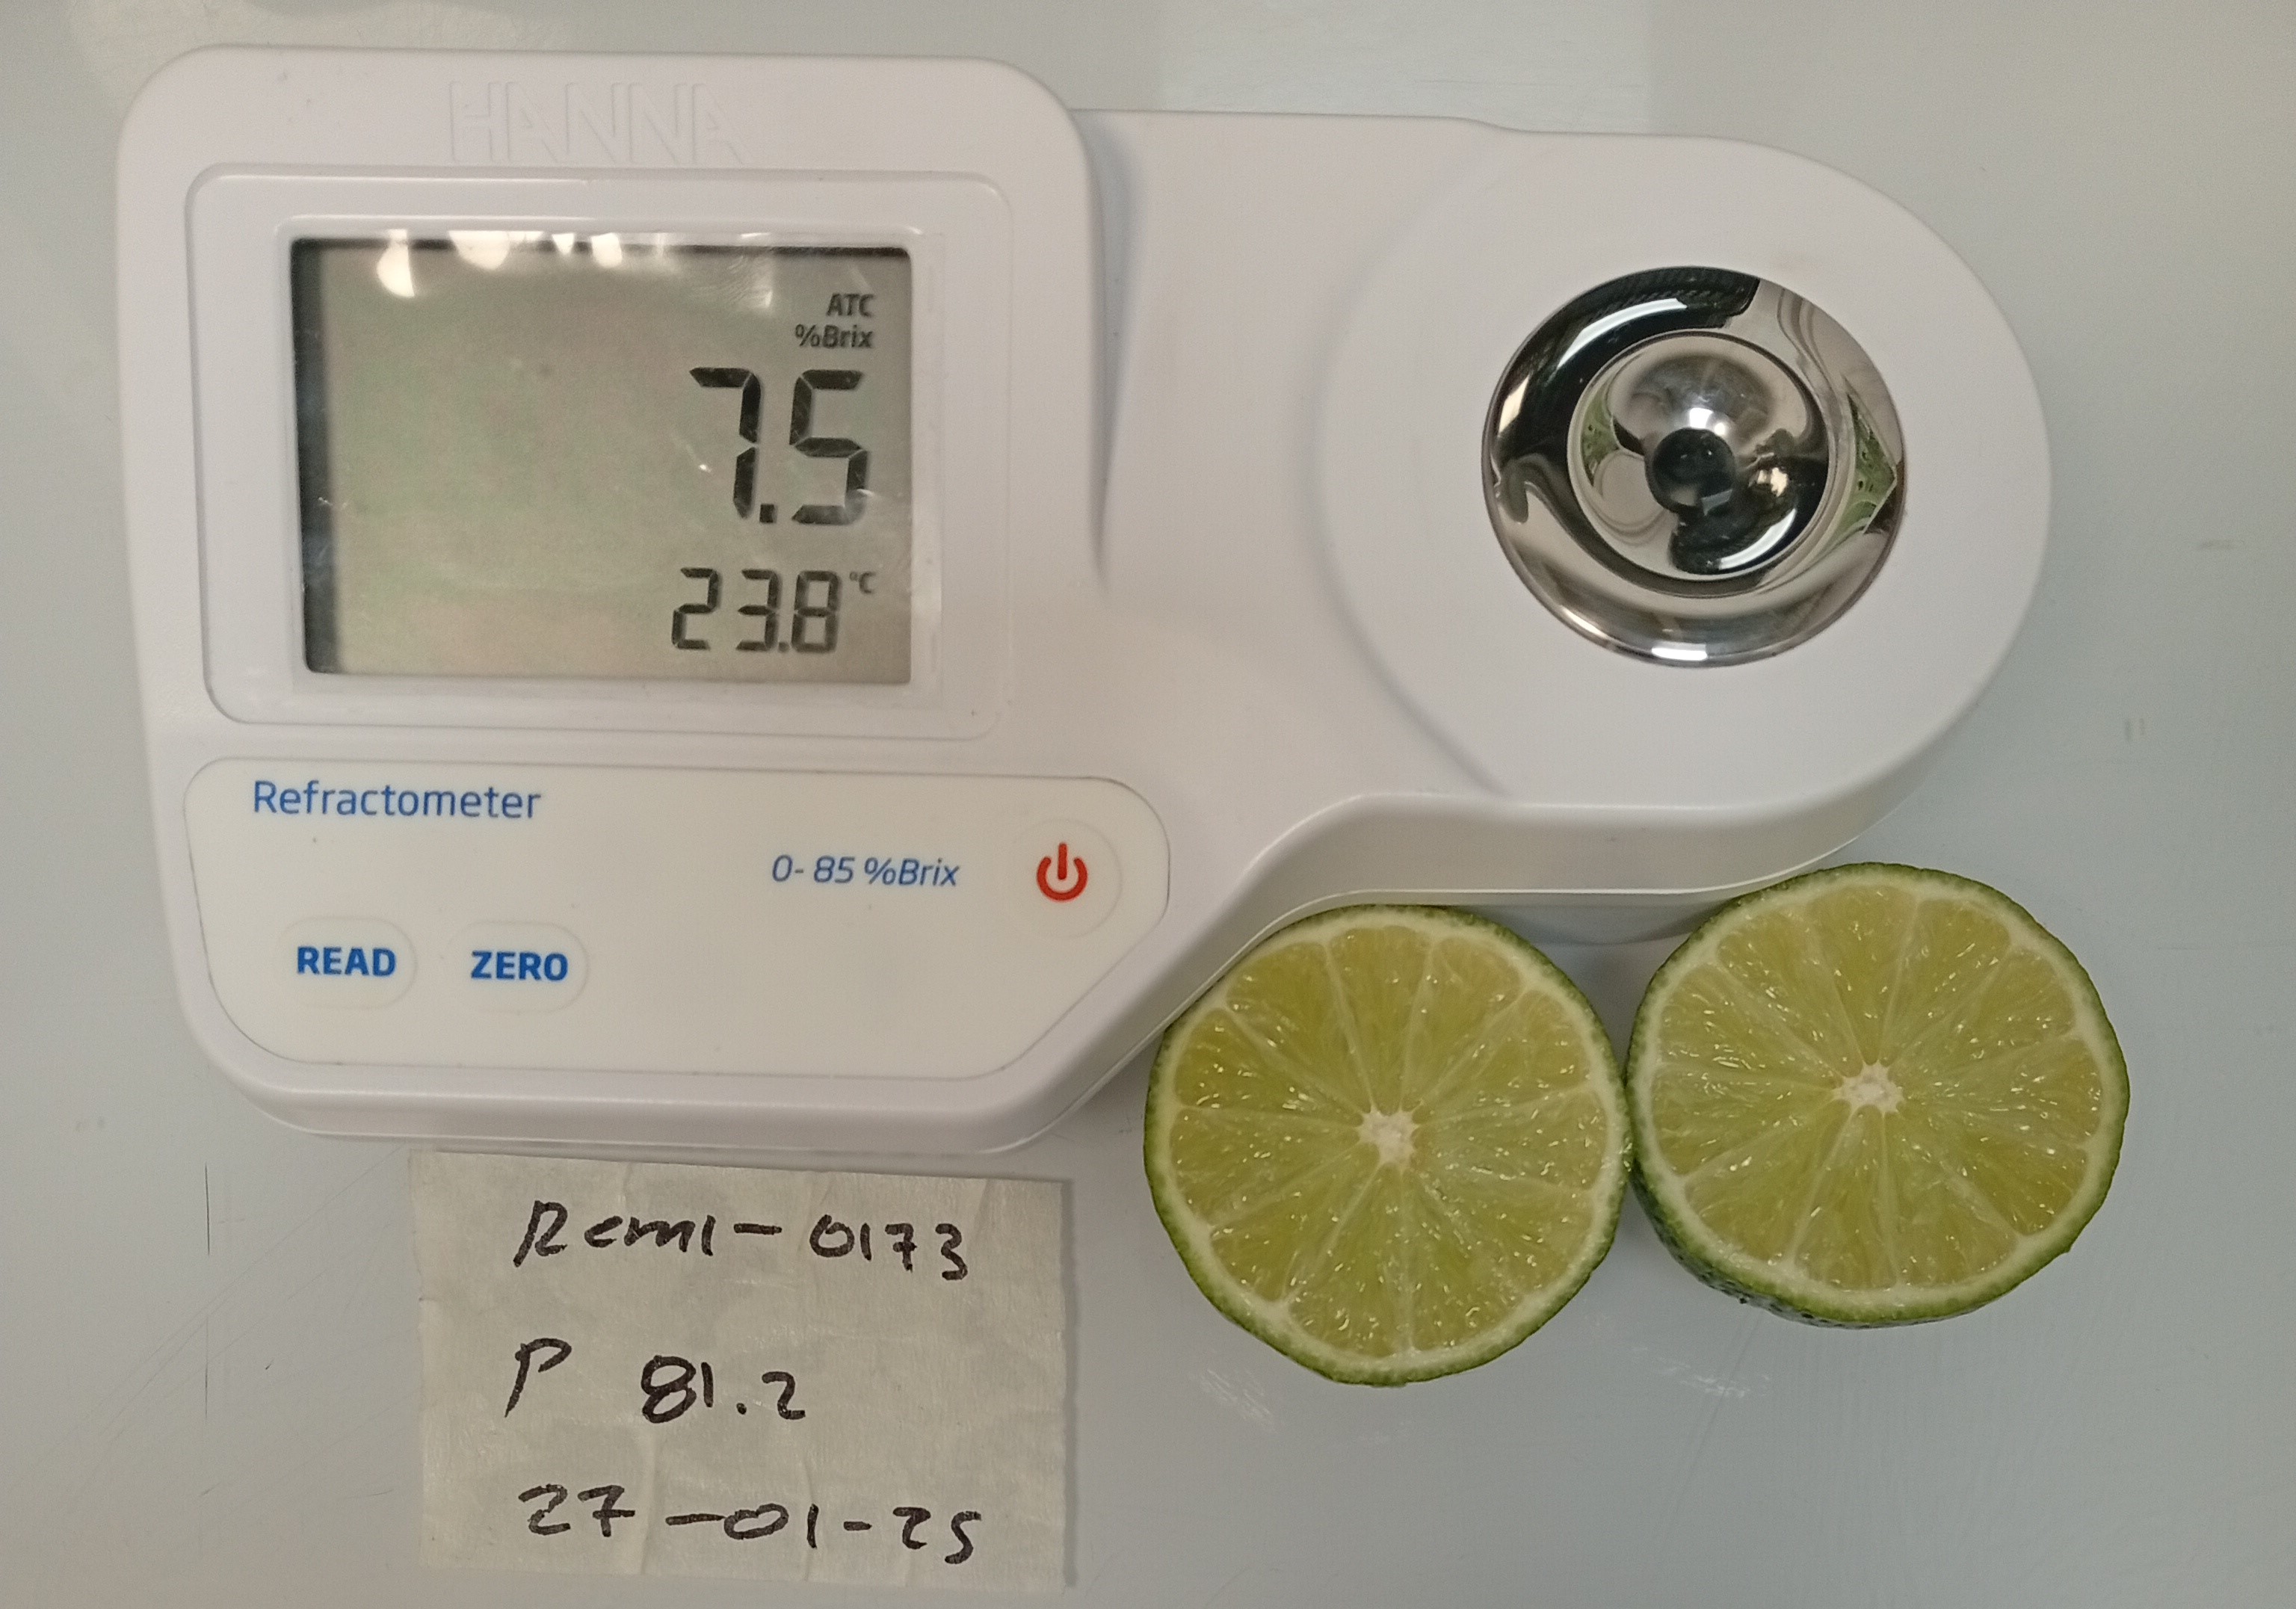 HANNA
ATC
%Brix
7.5
23.8 °C
Refractometer
0-85 %Brix
READ ZERO
Remi-0173
P 81.2
27-01-25